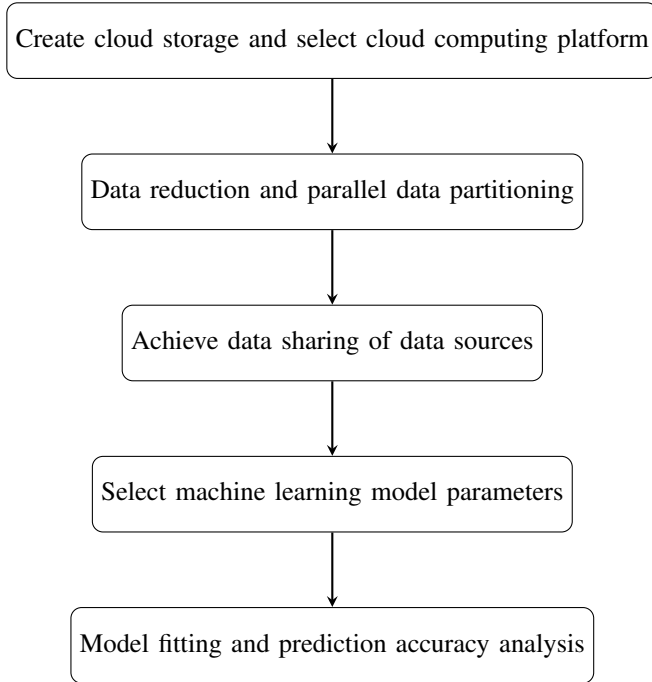 Create cloud storage and select cloud computing platform
Data reduction and parallel data partitioning
Achieve data sharing of data sources
Select machine learning model parameters
Model fitting and prediction accuracy analysis